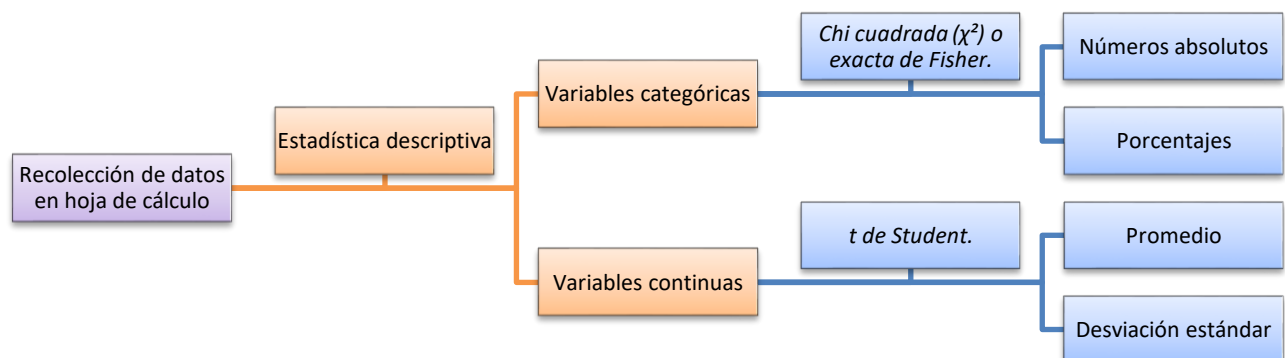 Recolección de datos
en hoja de cálculo
Estadística descriptiva
Variables categóricas
Chi cuadrada (χ²) o
exacta de Fisher.
Números absolutos
Porcentajes
Variables continuas
t de Student.
Promedio
Desviación estándar